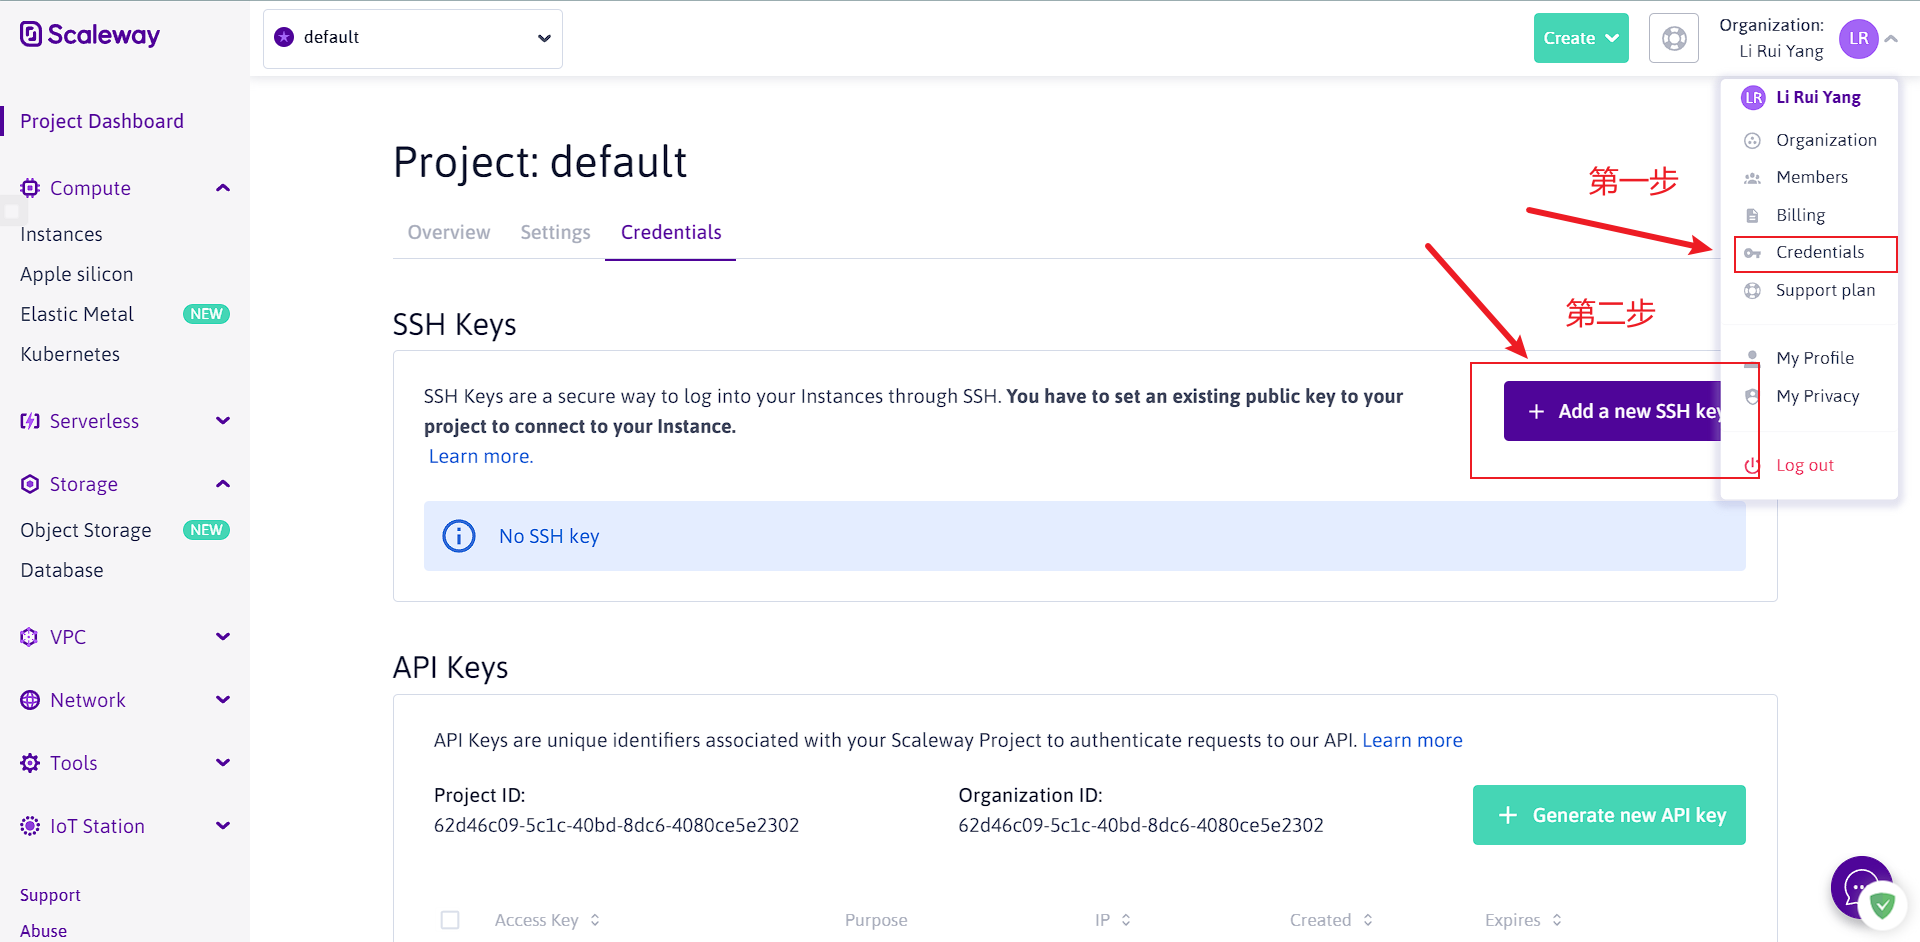 Scaleway
default
Create
Organization:
Li Rui Yang
LR
LR Li Rui Yang
Organization
Members
Billing
Credentials
Support plan
My Profile
My Privacy
Log out
第一步
第二步
Project Dashboard
Compute
Instances
Apple silicon
Elastic Metal NEW
Kubernetes
Serverless
Storage
Object Storage NEW
Database
VPC
Network
Tools
IoT Station
Support
Abuse
Project: default
Overview Settings Credentials
SSH Keys
SSH Keys are a secure way to log into your Instances through SSH. You have to set an existing public key to your
project to connect to your Instance.
Learn more.
+ Add a new SSH key
No SSH key
API Keys
API Keys are unique identifiers associated with your Scaleway Project to authenticate requests to our API. Learn more
Project ID:
62d46c09-5c1c-40bd-8dc6-4080ce5e2302
Organization ID:
62d46c09-5c1c-40bd-8dc6-4080ce5e2302
+ Generate new API key
Access Key Purpose IP Created Expires